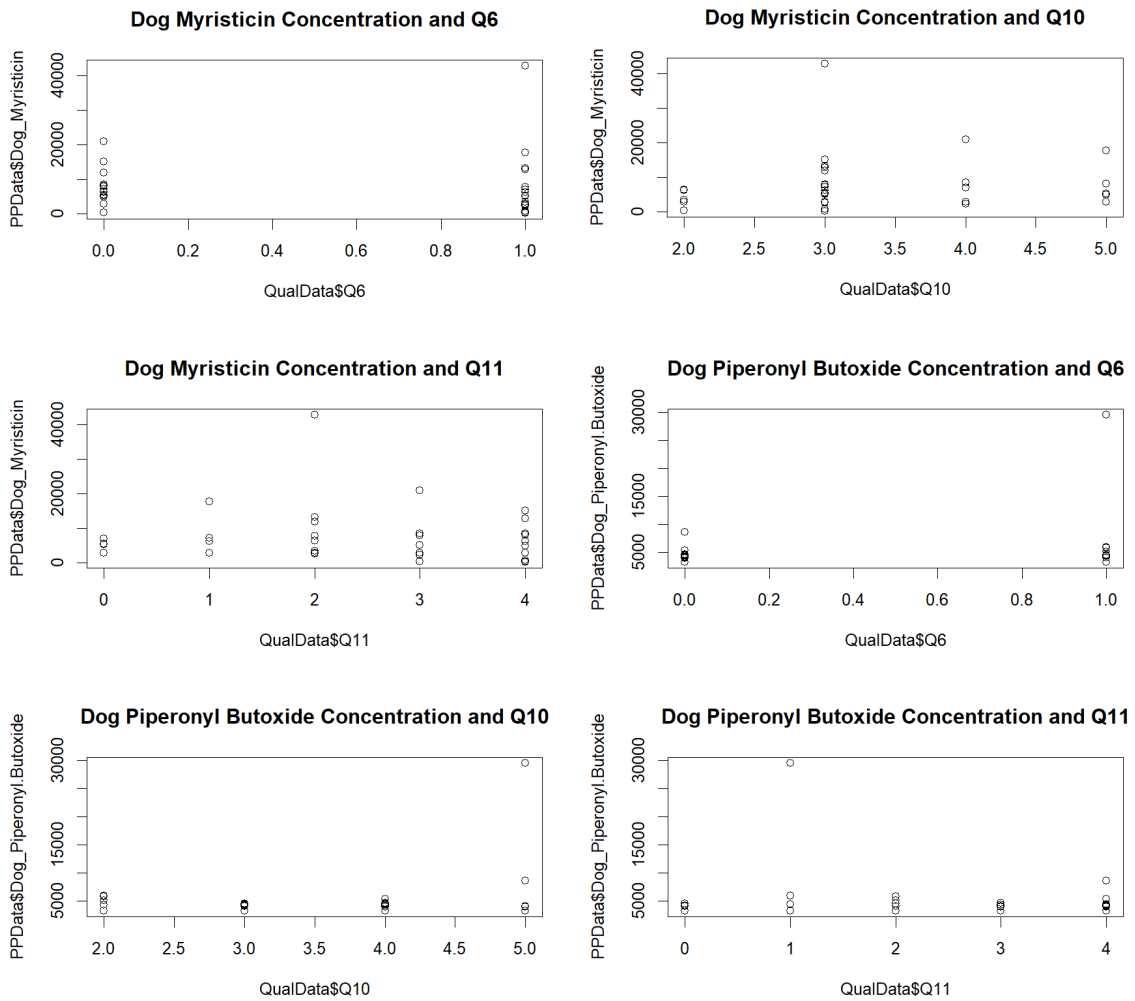 Dog Myristicin Concentration and Q6
PPData$Dog_Myristicin
40000
20000
0
0.0 0.2 0.4 0.6 0.8 1.0
QualData$Q6
Dog Myristicin Concentration and Q10
PPData$Dog_Myristicin
40000
20000
0
2.0 2.5 3.0 3.5 4.0 4.5 5.0
QualData$Q10
Dog Myristicin Concentration and Q11
PPData$Dog_Myristicin
40000
20000
0
0 1 2 3 4
QualData$Q11
Dog Piperonyl Butoxide Concentration and Q6
PPData$Dog_Piperonyl.Butoxide
30000
15000
5000
0.0 0.2 0.4 0.6 0.8 1.0
QualData$Q6
Dog Piperonyl Butoxide Concentration and Q10
PPData$Dog_Piperonyl.Butoxide
30000
15000
5000
2.0 2.5 3.0 3.5 4.0 4.5 5.0
QualData$Q10
Dog Piperonyl Butoxide Concentration and Q11
PPData$Dog_Piperonyl.Butoxide
30000
15000
5000
0 1 2 3 4
QualData$Q11